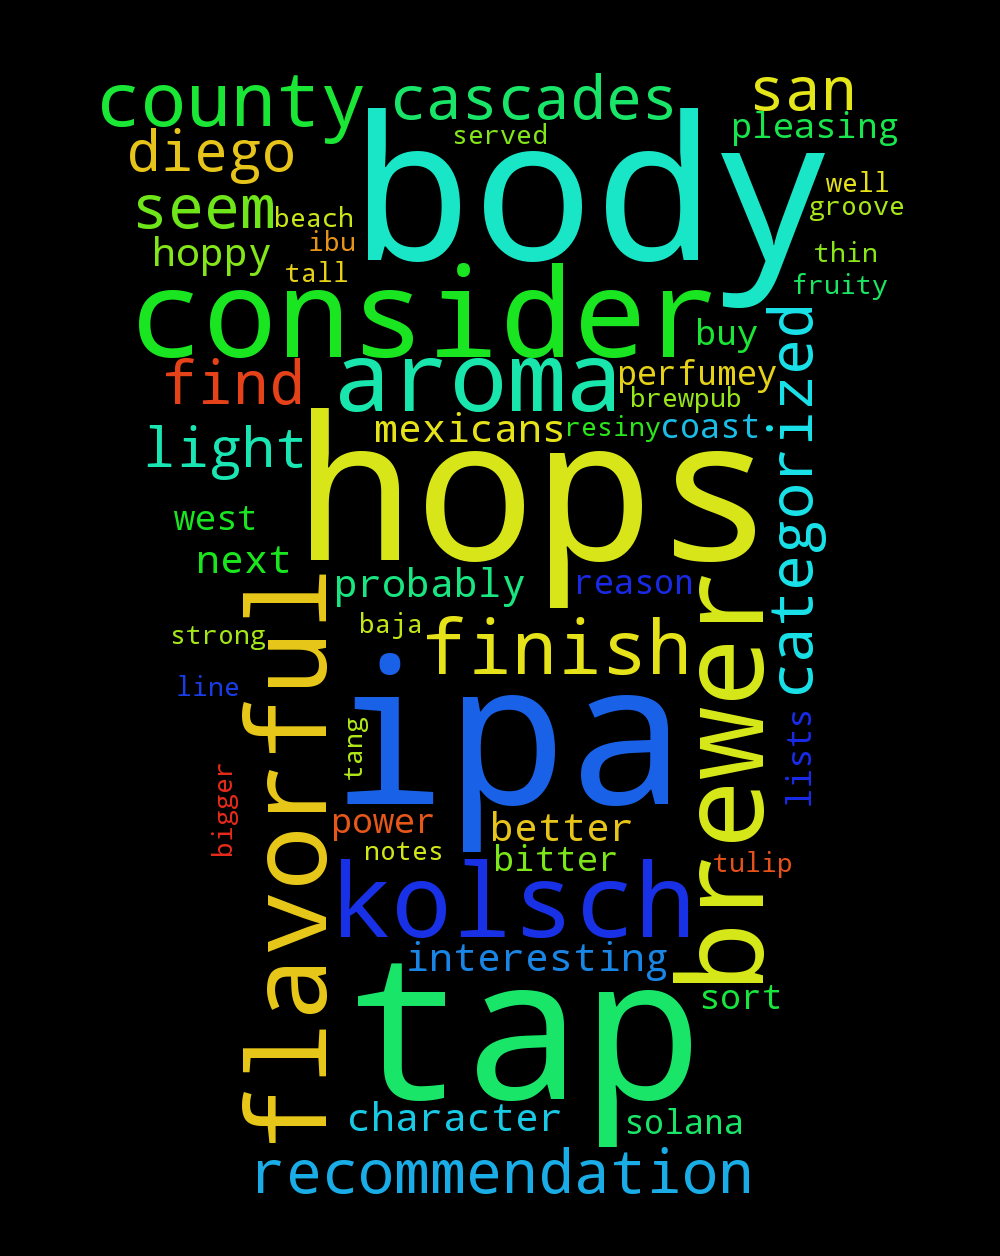 county
cascades
san
served
pleasing
diego
body
well
seem
beach
groove
hoppy
ibu
thin
tall
fruity
consider
buy
find
aroma
perfumey
brewpub
categorized
light
mexicans
resiny
coast
hops
west
next
probably
reason
strong
baja
finish
line
flavorful
ipa
brewer
tang
lists
bigger
power
better
notes
bitter
tulip
kolsch
interesting
sort
tap
character
solana
recommendation